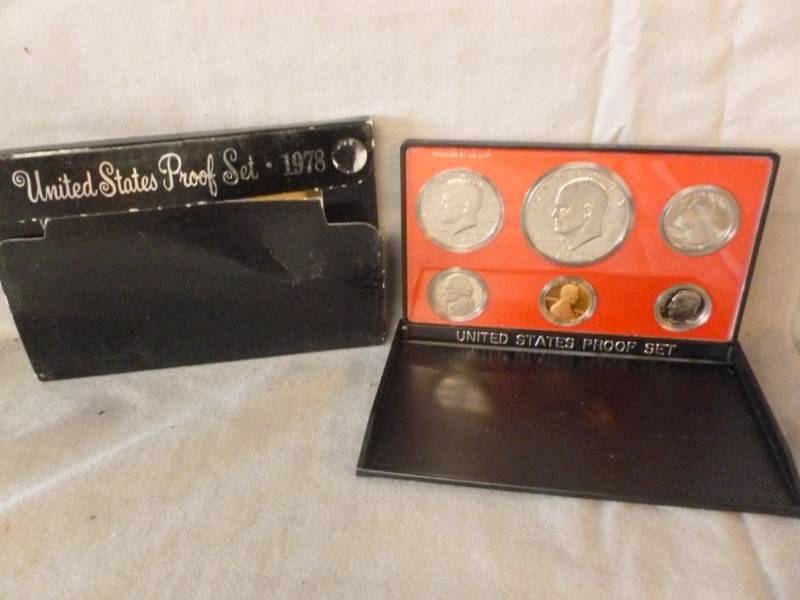 United States Proof Set · 1978
UNITED STATES PROOF SET